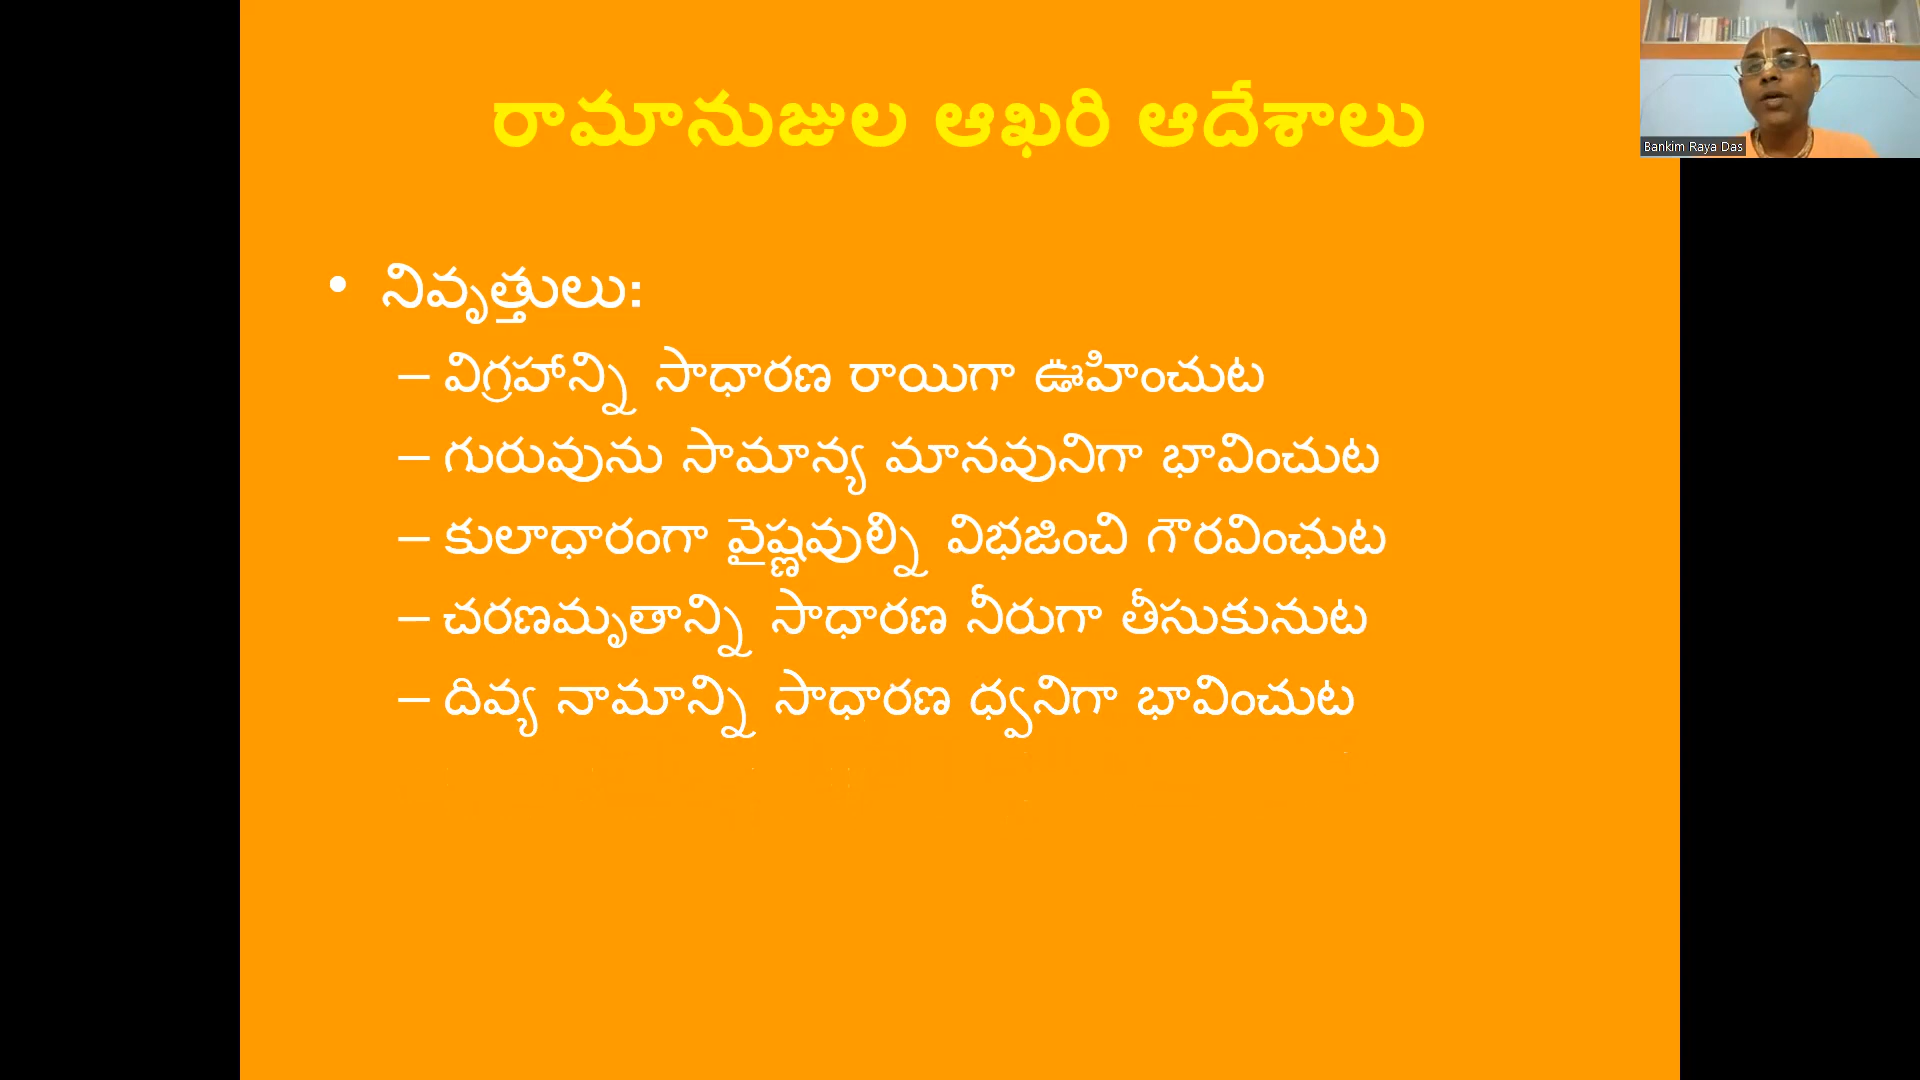 రామానుజుల ఆఖరి ఆదేశాలు
Bankim Raya Das
• నివృత్తులు:
– విగ్రహాన్ని సాధారణ రాయిగా ఊహించుట
– గురువును సామాన్య మానవునిగా భావించుట
– కులాధారంగా వైష్ణవుల్ని విభజించి గౌరవించుట
– చరణమృతాన్ని సాధారణ నీరుగా తీసుకునుట
– దివ్య నామాన్ని సాధారణ ధ్వనిగా భావించుట